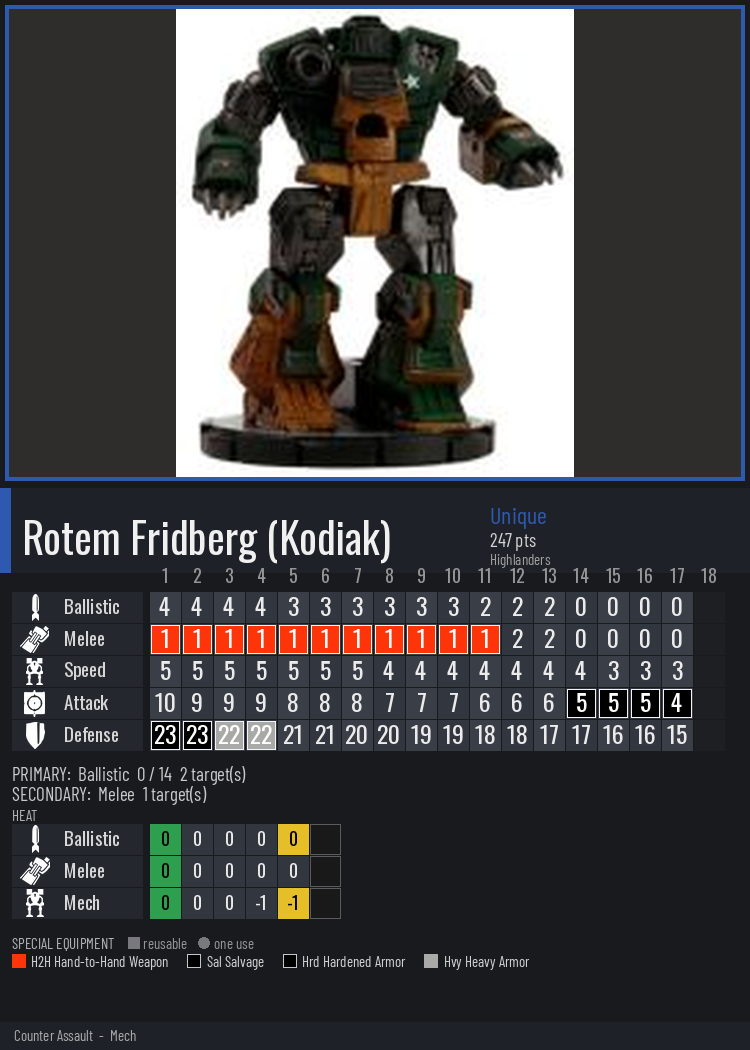 Rotem Fridberg (Kodiak)
Unique
247 pts
Highlanders
1 2 3 4 5 6 7 8 9 10 11 12 13 14 15 16 17 18
Ballistic 4 4 4 4 3 3 3 3 3 3 2 2 2 0 0 0 0
Melee 1 1 1 1 1 1 1 1 1 1 1 2 2 0 0 0 0
Speed 5 5 5 5 5 5 5 4 4 4 4 4 4 4 3 3 3
Attack 10 9 9 9 8 8 8 7 7 7 6 6 6 5 5 5 4
Defense 23 23 22 22 21 21 20 20 19 19 18 18 17 17 16 16 15
PRIMARY: Ballistic 0 / 14 2 target(s)
SECONDARY: Melee 1 target(s)
HEAT
Ballistic 0 0 0 0 0
Melee 0 0 0 0 0
Mech 0 0 0 -1 -1
SPECIAL EQUIPMENT reusable one use
H2H Hand-to-Hand Weapon Sal Salvage Hrd Hardened Armor Hvy Heavy Armor
Counter Assault - Mech